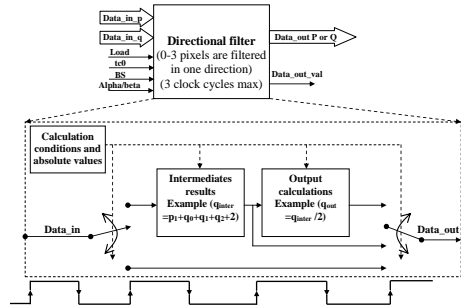 Data_in_p
Data_in_q
Load
tc0
BS
Alpha/beta
Directional filter
(0-3 pixels are filtered
in one direction)
(3 clock cycles max)
Data_out P or Q
Data_out_val
Calculation
conditions and
absolute values
Intermediates
results
Example (qinter
=p1+q0+q1+q2+2)
Output
calculations
Example (qout
=qinter /2)
Data_in
Data_out